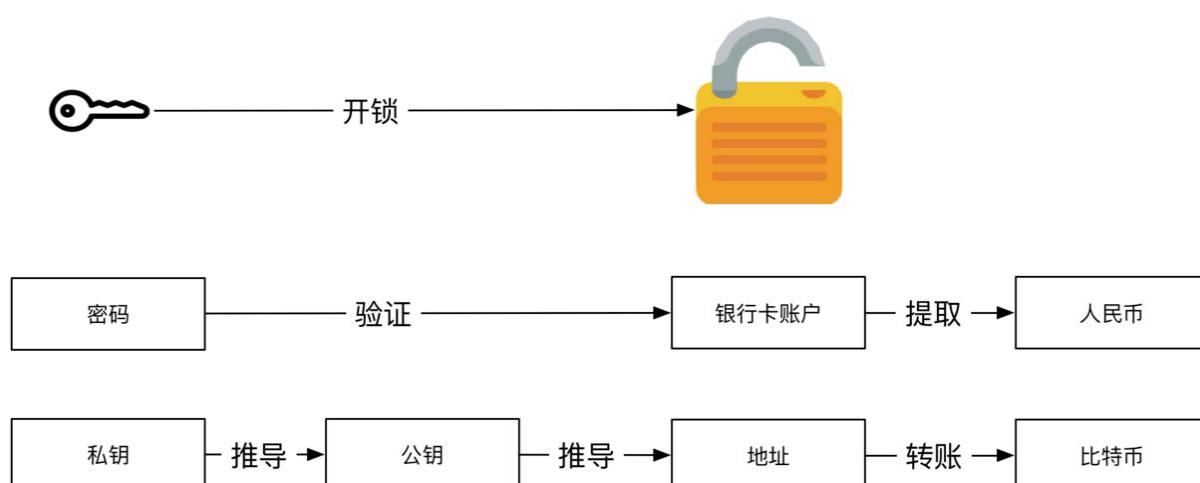 开锁
密码 验证 银行卡账户 提取 人民币
私钥 推导 公钥 推导 地址 转账 比特币